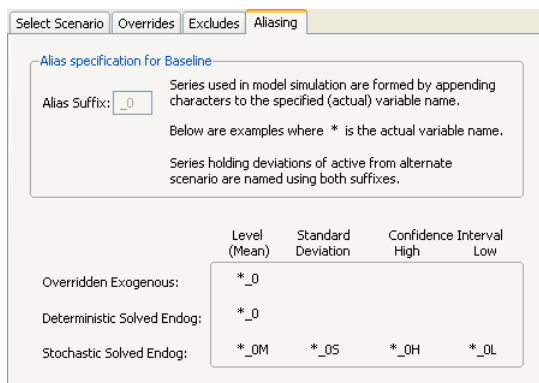 Select Scenario Overrides Excludes Aliasing
Alias specification for Baseline
Alias Suffix: _0
Series used in model simulation are formed by appending
characters to the specified (actual) variable name.
Below are examples where * is the actual variable name.
Series holding deviations of active from alternate
scenario are named using both suffixes.
Level Standard Confidence Interval
(Mean) Deviation High Low
Overridden Exogenous: *_0
Deterministic Solved Endog: *_0
Stochastic Solved Endog: *_0M *_0S *_0H *_0L